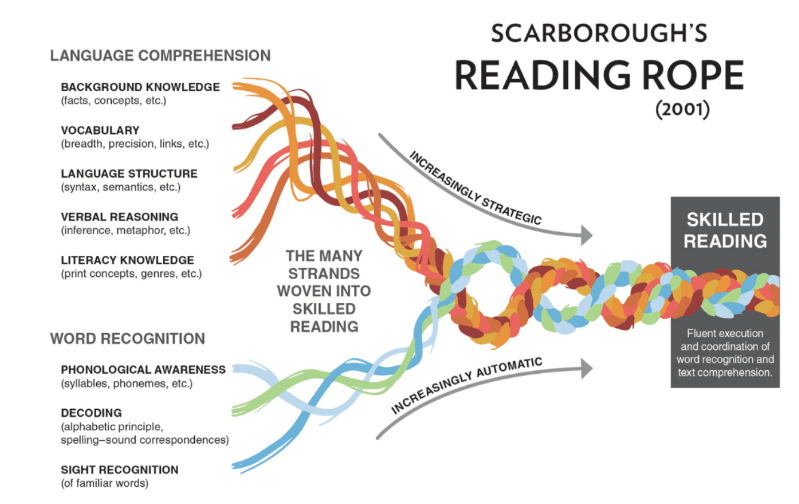 SCARBOROUGH'S
READING ROPE
(2001)
LANGUAGE COMPREHENSION
BACKGROUND KNOWLEDGE
(facts, concepts, etc.)
VOCABULARY
(breadth, precision, links, etc.)
LANGUAGE STRUCTURE
(syntax, semantics, etc.)
VERBAL REASONING
(inference, metaphor, etc.)
LITERACY KNOWLEDGE
(print concepts, genres, etc.)
THE MANY
STRANDS
WOVEN INTO
SKILLED
READING
WORD RECOGNITION
PHONOLOGICAL AWARENESS
(syllables, phonemes, etc.)
DECODING
(alphabetic principle,
spelling–sound correspondences)
SIGHT RECOGNITION
(of familiar words)
INCREASINGLY STRATEGIC
INCREASINGLY AUTOMATIC
SKILLED
READING
Fluent execution
and coordination of
word recognition and
text comprehension.